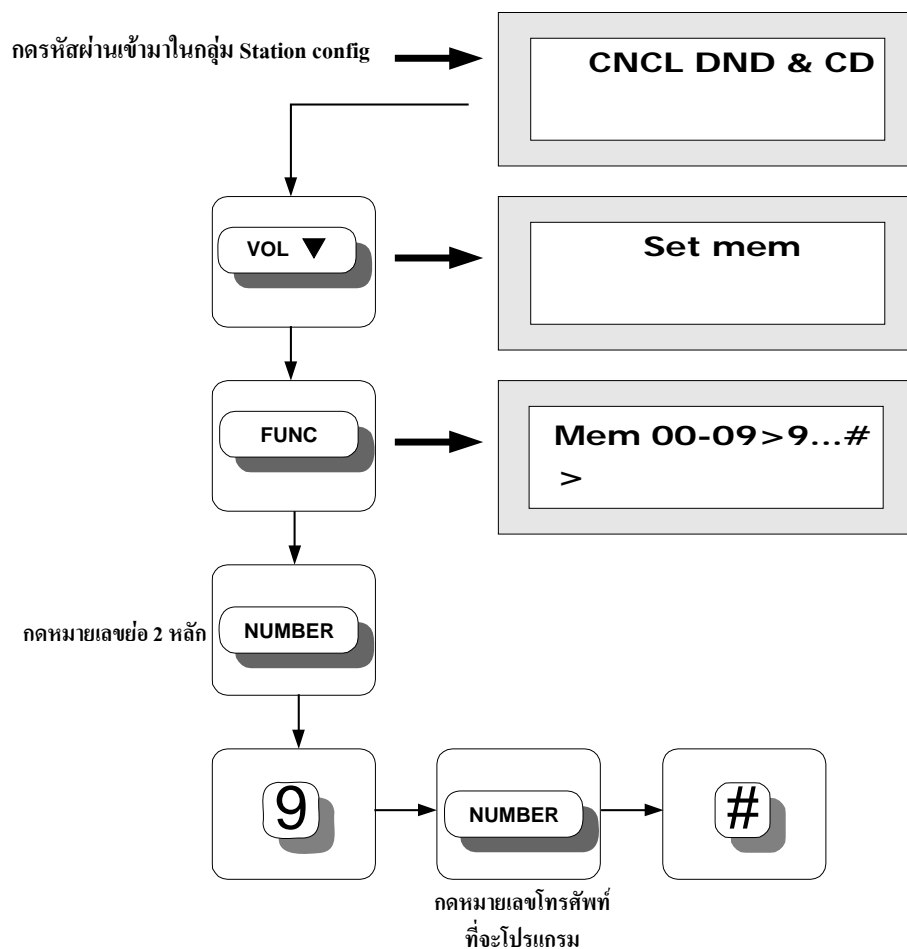 กดรหัสผ่านเข้ามาในกลุ่ม Station config
CNCL DND & CD
VOL ▼
Set mem
FUNC
Mem 00-09>9...#
>
กดหมายเลขย่อ 2 หลัก
NUMBER
9
NUMBER
#
กดหมายเลขโทรศัพท์
ที่จะโปรแกรม